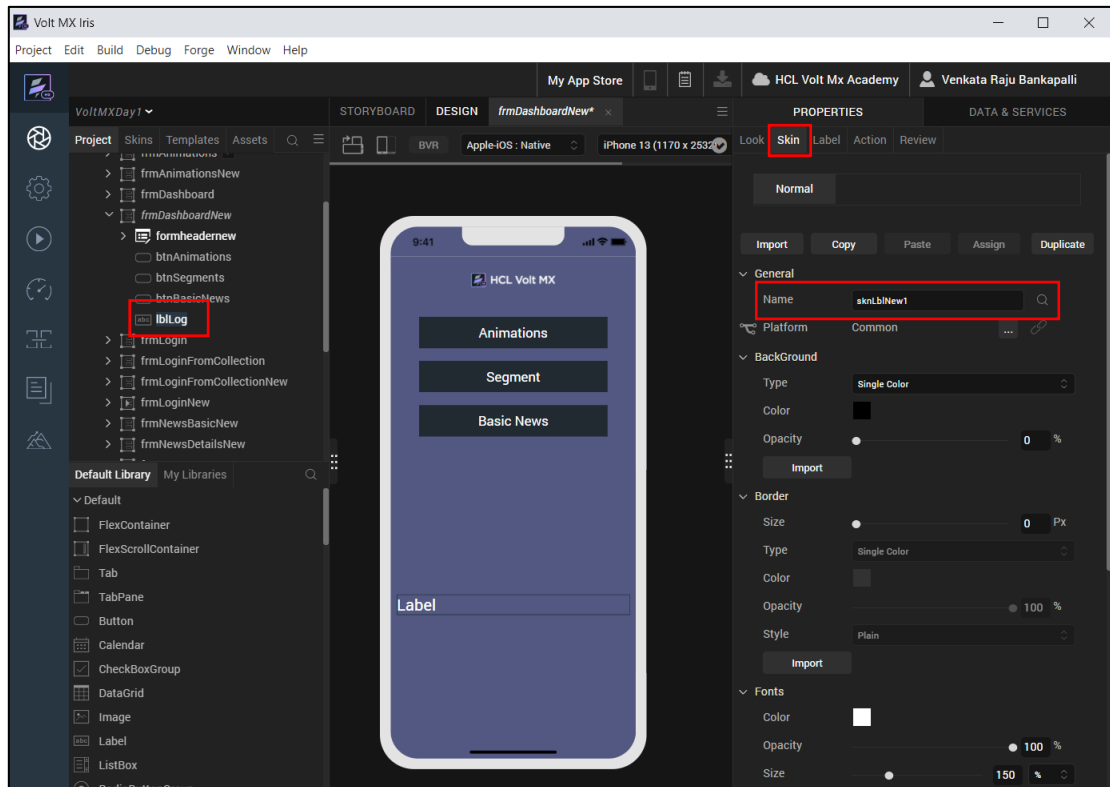 Volt MX Iris
Project Edit Build Debug Forge Window Help
My App Store
HCL Volt Mx Academy
Venkata Raju Bankapalli
VoltMXDay1
STORYBOARD DESIGN frmDashboardNew* ×
PROPERTIES DATA & SERVICES
Project Skins Templates Assets
BVR Apple-iOS : Native iPhone 13 (1170 x 2532
Look Skin Label Action Review
frmAnimations
frmAnimationsNew
frmDashboard
frmDashboardNew
formheadernew
btnAnimations
btnSegments
btnBasicNews
lblLog
frmLogin
frmLoginFromCollection
frmLoginFromCollectionNew
frmLoginNew
frmNewsBasicNew
frmNewsDetailsNew
Default Library My Libraries
Default
FlexContainer
FlexScrollContainer
Tab
TabPane
Button
Calendar
CheckBoxGroup
DataGrid
Image
abc Label
ListBox
9:41
HCL Volt MX
Animations
Segment
Basic News
Label
Normal
Import Copy Paste Assign Duplicate
General
Name sknLblNew1
Platform Common ...
BackGround
Type Single Color
Color
Opacity 0 %
Import
Border
Size 0 Px
Type Single Color
Color
Opacity 100 %
Style Plain
Import
Fonts
Color
Opacity 100 %
Size 150 %